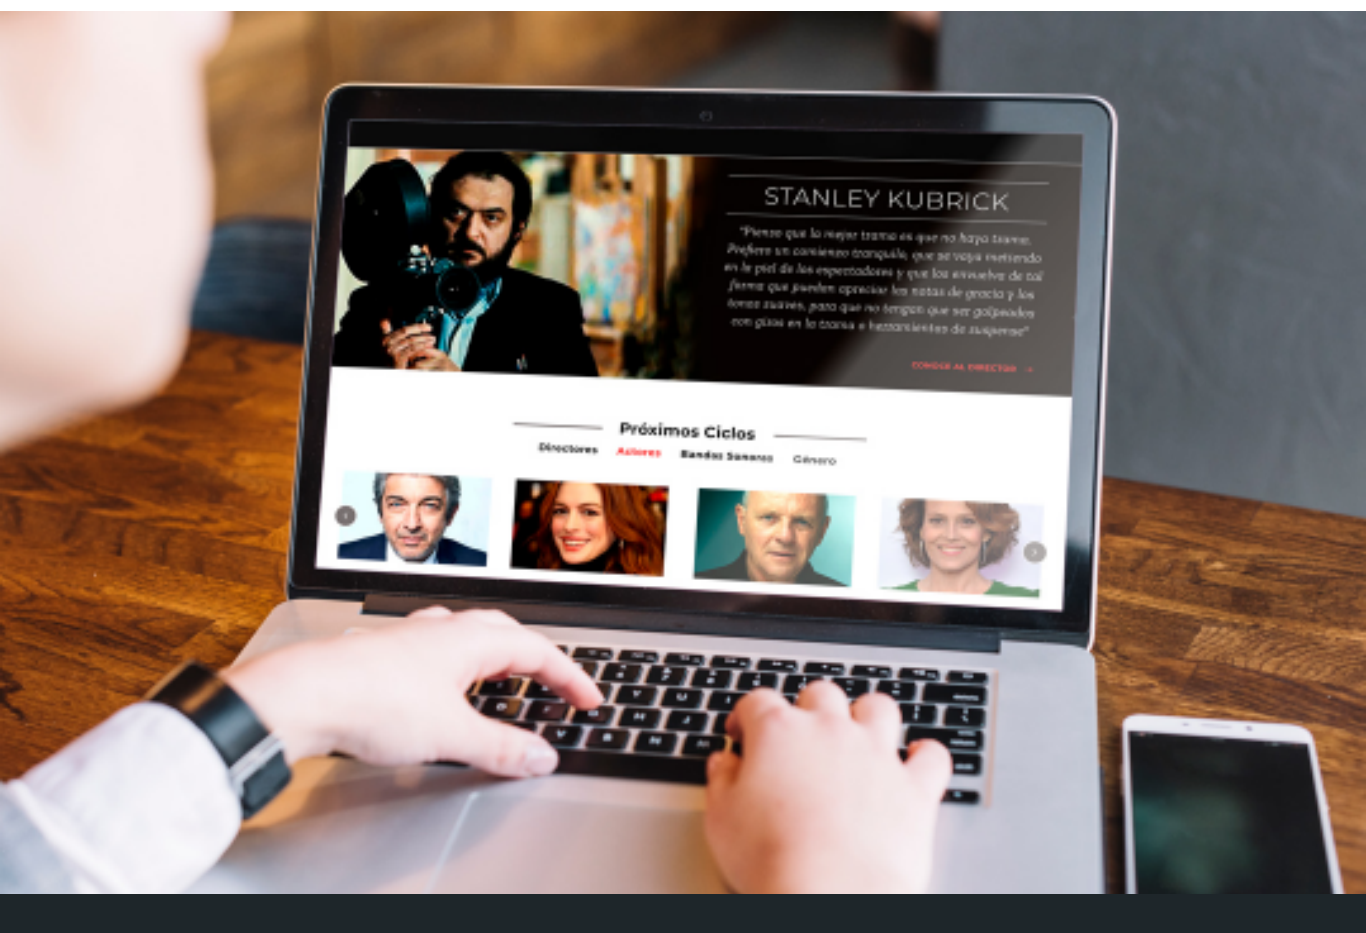 STANLEY KUBRICK
"Pienso que la mejor trama es que no haya trama.
Prefiero un comienzo tranquilo, que se vaya metiendo
en la piel de los espectadores y que los envuelva de tal
forma que puedan apreciar las notas de gracia y los
tonos suaves, para que no tengan que ser golpeados
con giros en la trama o herramientas de suspense"
CONOCE AL DIRECTOR →
Próximos Ciclos
Directores Actores Bandas Sonoras Género